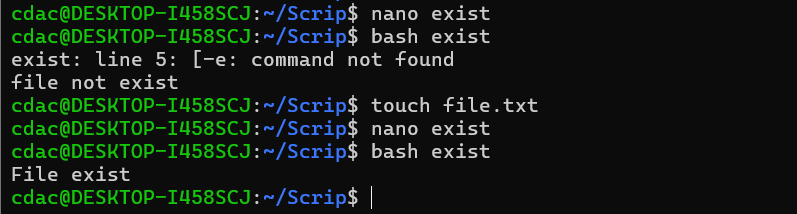 cdac@DESKTOP-I458SCJ:~/Scrip$ nano exist
cdac@DESKTOP-I458SCJ:~/Scrip$ bash exist
exist: line 5: [-e: command not found
file not exist
cdac@DESKTOP-I458SCJ:~/Scrip$ touch file.txt
cdac@DESKTOP-I458SCJ:~/Scrip$ nano exist
cdac@DESKTOP-I458SCJ:~/Scrip$ bash exist
File exist
cdac@DESKTOP-I458SCJ:~/Scrip$